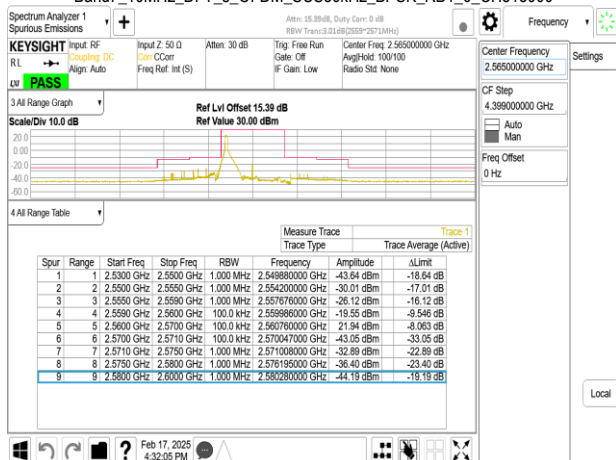 Spectrum Analyzer 1
Spurious Emissions
Attn: 15.39dB, Duty Corr: 0 dB
RBW Trans:3.01dB(2559~2571MHz)
Frequency
KEYSIGHT
RL
LXI
PASS
Input: RF
Coupling: DC
Align: Auto
Input Z: 50 Ω
Corr CCorr
Freq Ref: Int (S)
Atten: 30 dB
Trig: Free Run
Gate: Off
IF Gain: Low
Center Freq: 2.565000000 GHz
Avg|Hold: 100/100
Radio Std: None
Center Frequency
2.565000000 GHz
Settings
CF Step
4.399000000 GHz
Auto
Man
Freq Offset
0 Hz
Local
3 All Range Graph
Scale/Div 10.0 dB
Ref Lvl Offset 15.39 dB
Ref Value 30.00 dBm
20.0
0.00
-20.0
-40.0
-60.0
4 All Range Table
Measure Trace Trace 1
Trace Type Trace Average (Active)
Spur Range Start Freq Stop Freq RBW Frequency Amplitude ΔLimit
1 1 2.5300 GHz 2.5500 GHz 1.000 MHz 2.549880000 GHz -43.64 dBm -18.64 dB
2 2 2.5500 GHz 2.5550 GHz 1.000 MHz 2.554200000 GHz -30.01 dBm -17.01 dB
3 3 2.5550 GHz 2.5590 GHz 1.000 MHz 2.557676000 GHz -26.12 dBm -16.12 dB
4 4 2.5590 GHz 2.5600 GHz 100.0 kHz 2.559986000 GHz -19.55 dBm -9.546 dB
5 5 2.5600 GHz 2.5700 GHz 100.0 kHz 2.560760000 GHz 21.94 dBm -8.063 dB
6 6 2.5700 GHz 2.5710 GHz 100.0 kHz 2.570047000 GHz -43.05 dBm -33.05 dB
7 7 2.5710 GHz 2.5750 GHz 1.000 MHz 2.571008000 GHz -32.89 dBm -22.89 dB
8 8 2.5750 GHz 2.5800 GHz 1.000 MHz 2.576195000 GHz -36.40 dBm -23.40 dB
9 9 2.5800 GHz 2.6000 GHz 1.000 MHz 2.580280000 GHz -44.19 dBm -19.19 dB
Feb 17, 2025
4:32:05 PM